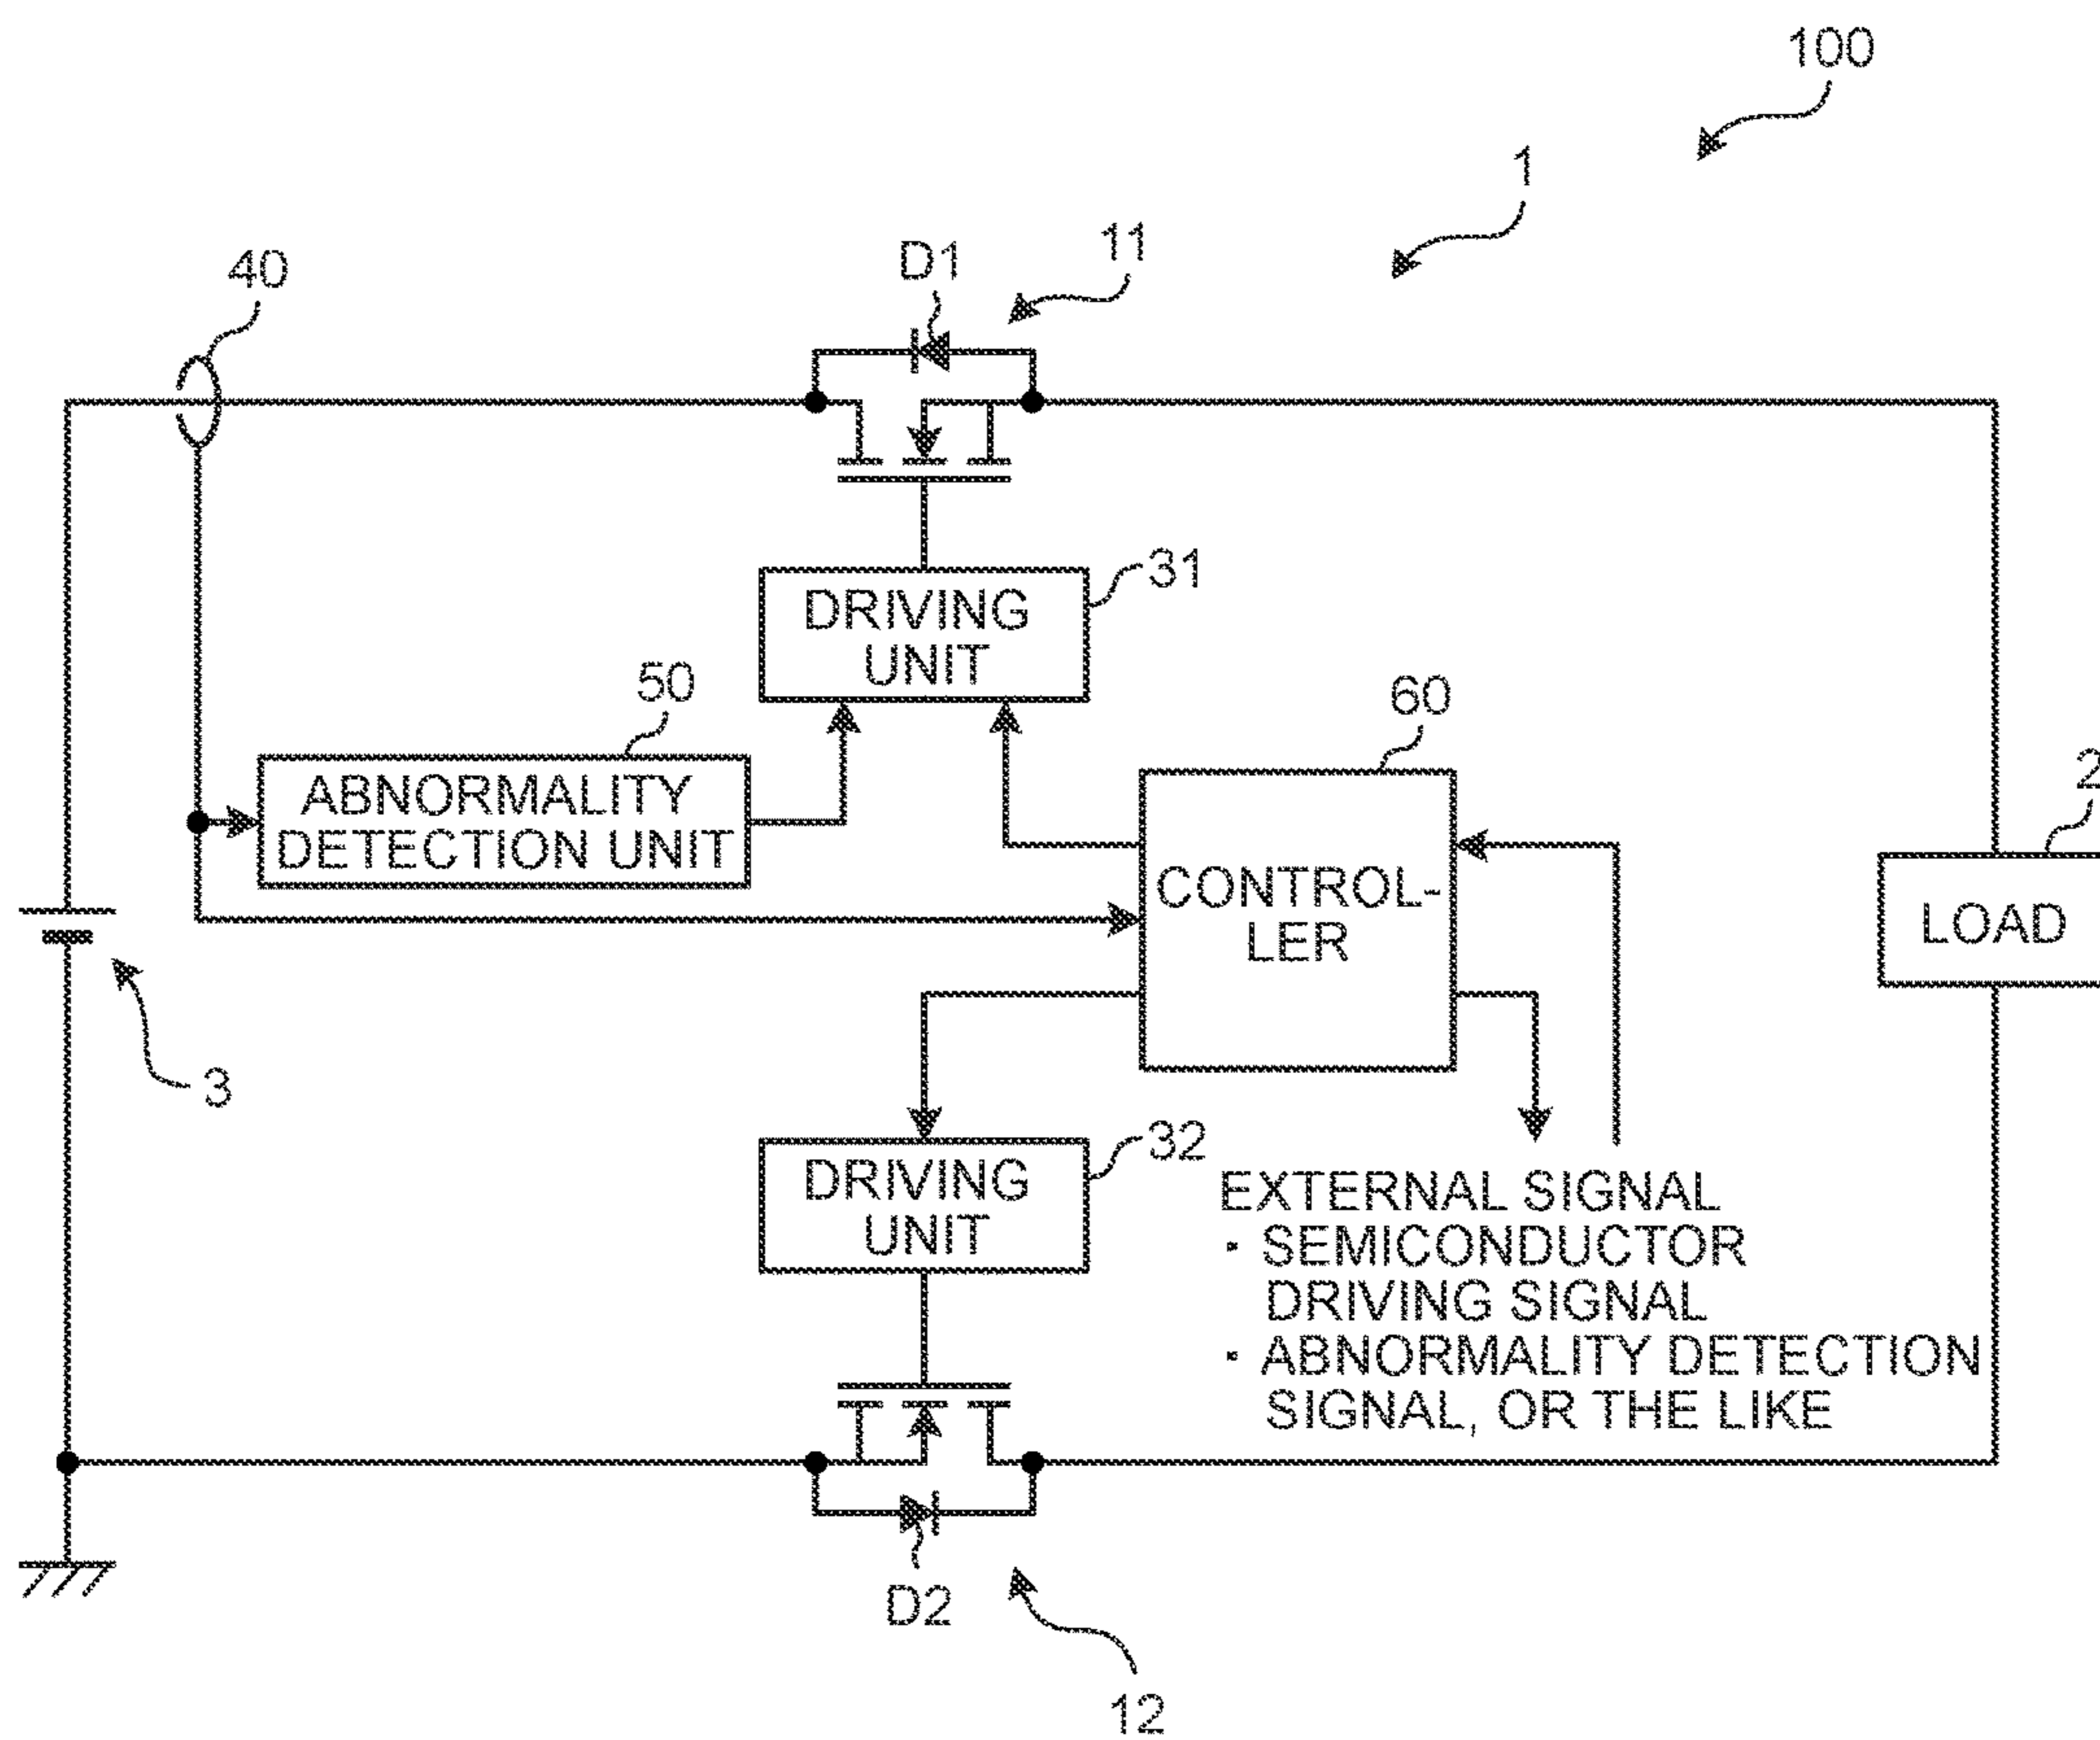 100
1
11
D1
40
31
DRIVING
UNIT
50
60
ABNORMALITY
DETECTION UNIT
2
CONTROL-
LER
LOAD
3
32
DRIVING
UNIT
EXTERNAL SIGNAL
· SEMICONDUCTOR
DRIVING SIGNAL
· ABNORMALITY DETECTION
SIGNAL, OR THE LIKE
D2
12